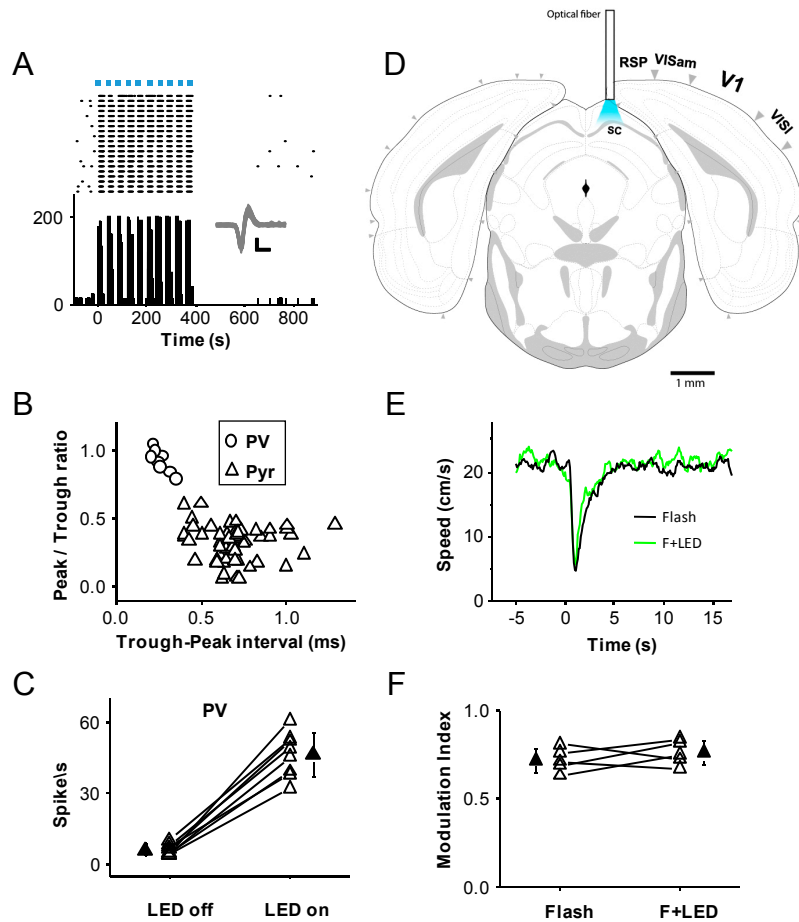 A
200
0
0
200
400
600
800
Time (s)
B
PV
Pyr
1.0
0.5
0.0
Peak / Trough ratio
0.0
0.5
1.0
Trough-Peak interval (ms)
C
PV
60
30
0
Spike\s
LED off
LED on
D
Optical fiber
RSP
VISam
V1
VISl
SC
1 mm
E
20
10
0
Speed (cm/s)
Flash
F+LED
-5
0
5
10
15
Time (s)
F
1.0
0.5
0.0
Modulation Index
Flash
F+LED